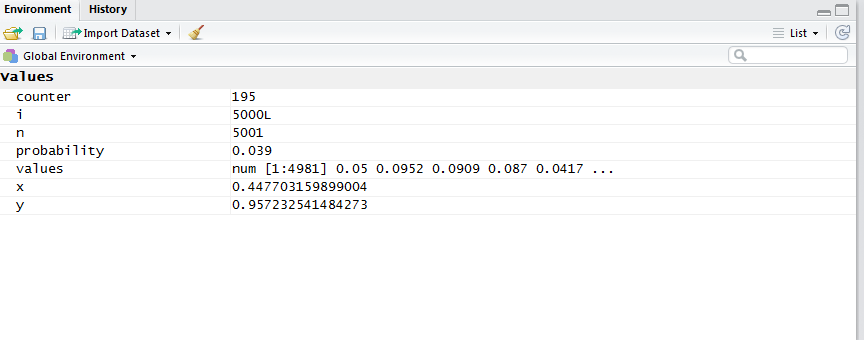 Environment History
Import Dataset List
Global Environment
Values
counter 195
i 5000L
n 5001
probability 0.039
values num [1:4981] 0.05 0.0952 0.0909 0.087 0.0417 ...
x 0.447703159899004
y 0.957232541484273